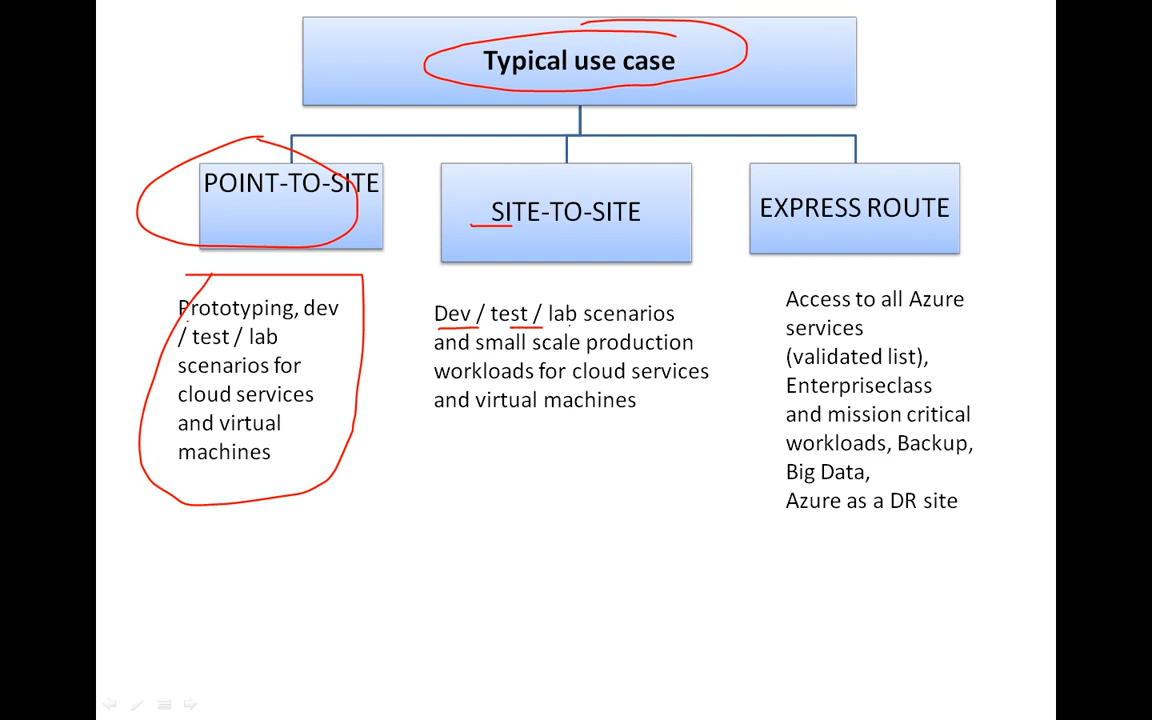 Typical use case
POINT-TO-SITE
SITE-TO-SITE
EXPRESS ROUTE
Prototyping, dev
/ test / lab
scenarios for
cloud services
and virtual
machines
Dev / test / lab scenarios
and small scale production
workloads for cloud services
and virtual machines
Access to all Azure
services
(validated list),
Enterpriseclass
and mission critical
workloads, Backup,
Big Data,
Azure as a DR site